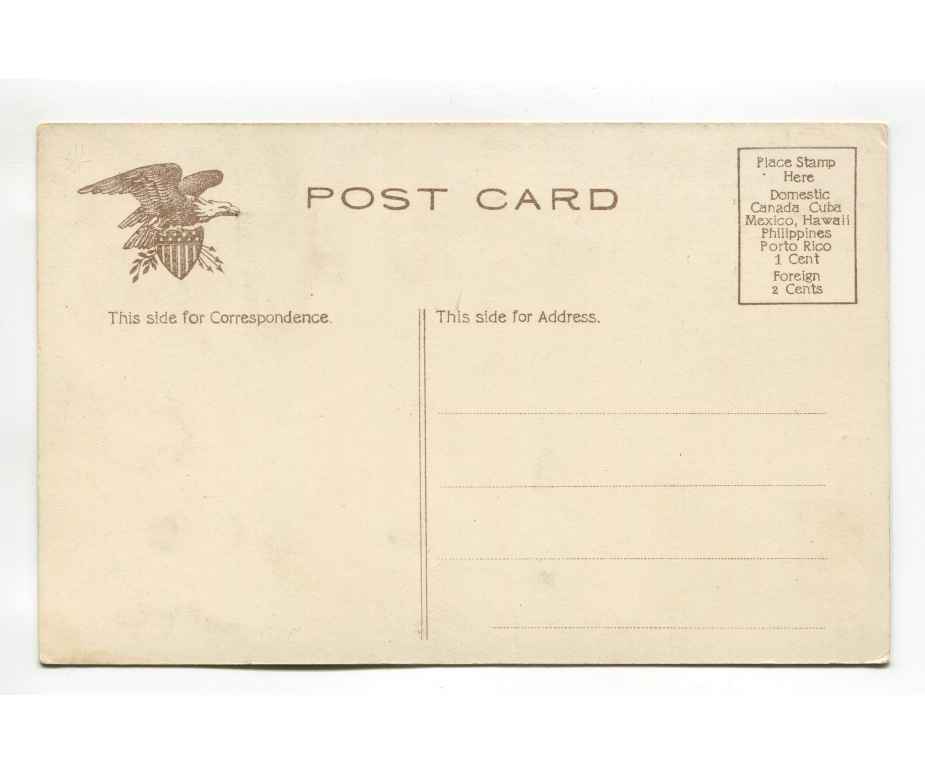 POST CARD
Place Stamp
Here
Domestic
Canada Cuba
Mexico, Hawaii
Philippines
Porto Rico
1 Cent
Foreign
2 Cents
This side for Correspondence.
This side for Address.